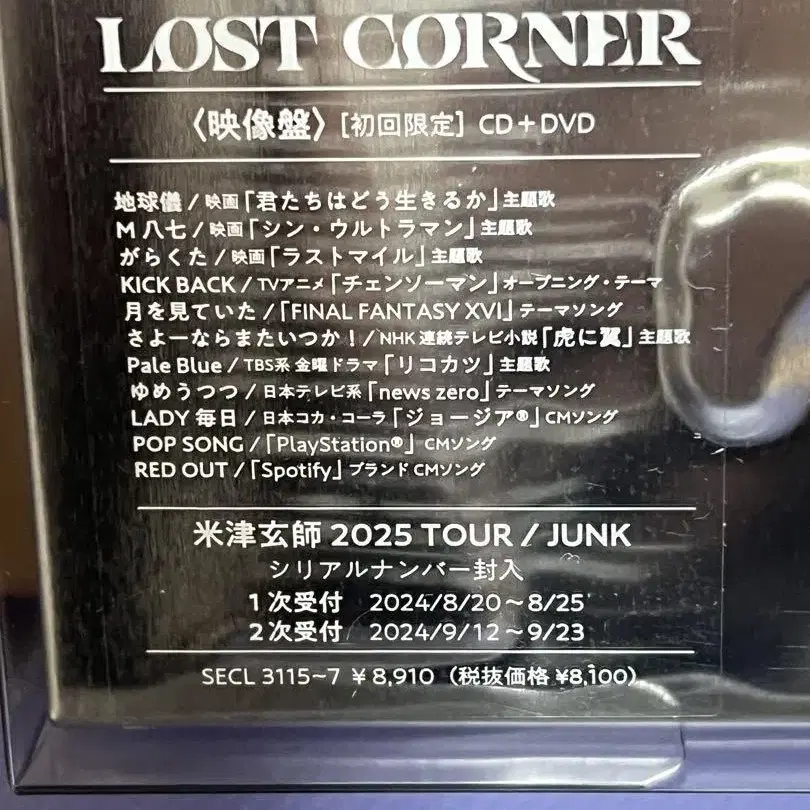 LOST CORNER
〈映像盤〉[初回限定] CD+DVD
地球儀 / 映画「君たちはどう生きるか」主題歌
M 八七 / 映画「シン・ウルトラマン」主題歌
がらくた / 映画「ラストマイル」主題歌
KICK BACK / TVアニメ「チェンソーマン」オープニング・テーマ
月を見ていた /「FINAL FANTASY XVI」テーマソング
さよーならまたいつか! / NHK 連続テレビ小説「虎に翼」主題歌
Pale Blue / TBS系 金曜ドラマ「リコカツ」主題歌
ゆめうつつ / 日本テレビ系「news zero」テーマソング
LADY 毎日 / 日本コカ・コーラ「ジョージア®」CMソング
POP SONG /「PlayStation®」CMソング
RED OUT /「Spotify」ブランド CMソング
米津玄師 2025 TOUR / JUNK
シリアルナンバー封入
1次受付 2024/8/20～8/25
2次受付 2024/9/12～9/23
SECL 3115~7 ¥8,910 (税抜価格 ¥8,100)